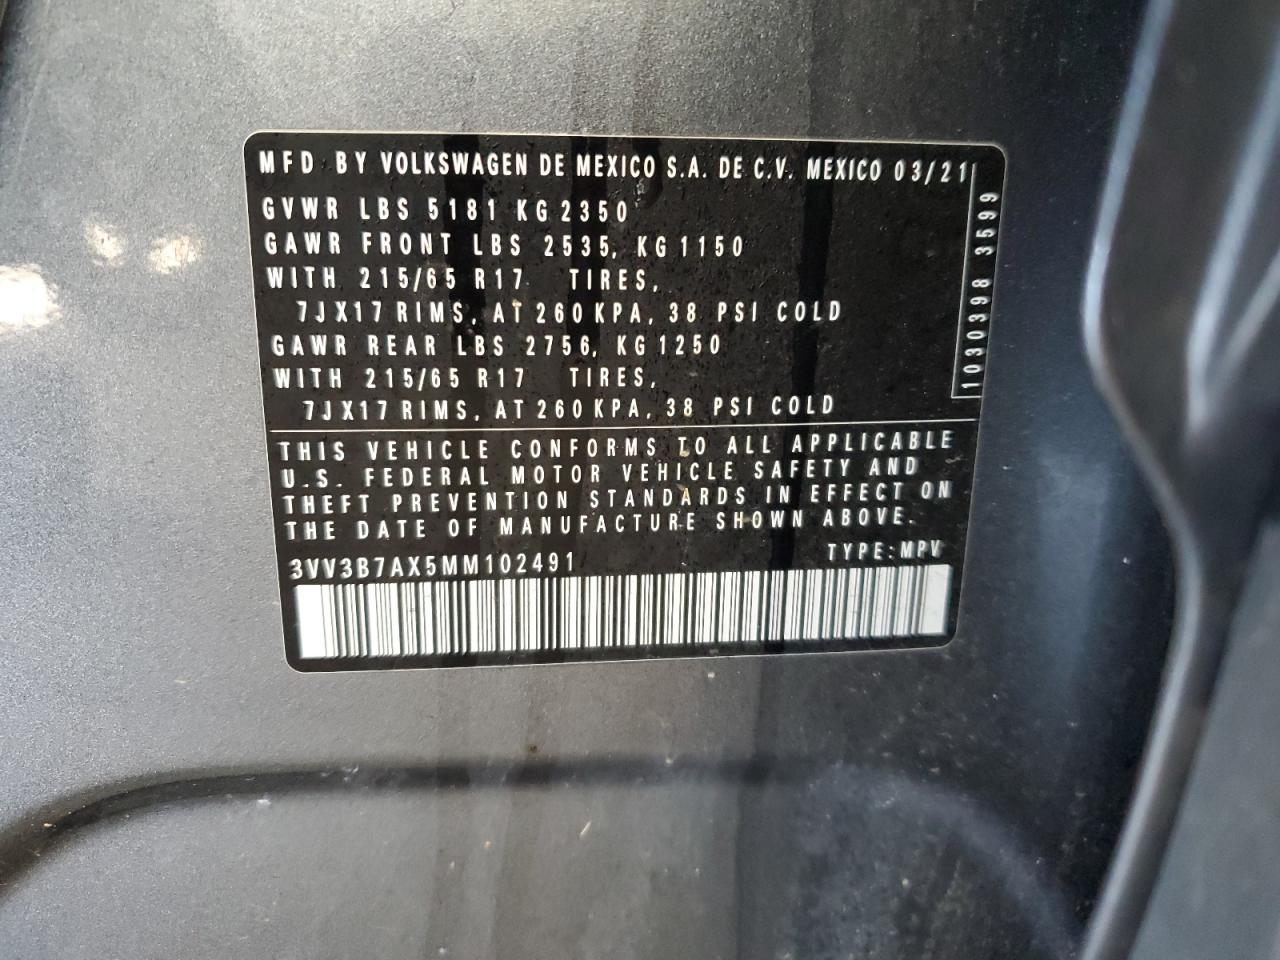 MFD BY VOLKSWAGEN DE MEXICO S.A. DE C.V. MEXICO 03/21
GVWR LBS 5181 KG 2350
GAWR FRONT LBS 2535, KG 1150
WITH 215/65 R17 TIRES,
7JX17 RIMS, AT 260 KPA, 38 PSI COLD
GAWR REAR LBS 2756, KG 1250
WITH 215/65 R17 TIRES,
7JX17 RIMS, AT 260 KPA, 38 PSI COLD
1030398 3599
THIS VEHICLE CONFORMS TO ALL APPLICABLE
U.S. FEDERAL MOTOR VEHICLE SAFETY AND
THEFT PREVENTION STANDARDS IN EFFECT ON
THE DATE OF MANUFACTURE SHOWN ABOVE.
3VV3B7AX5MM102491 TYPE: MPV